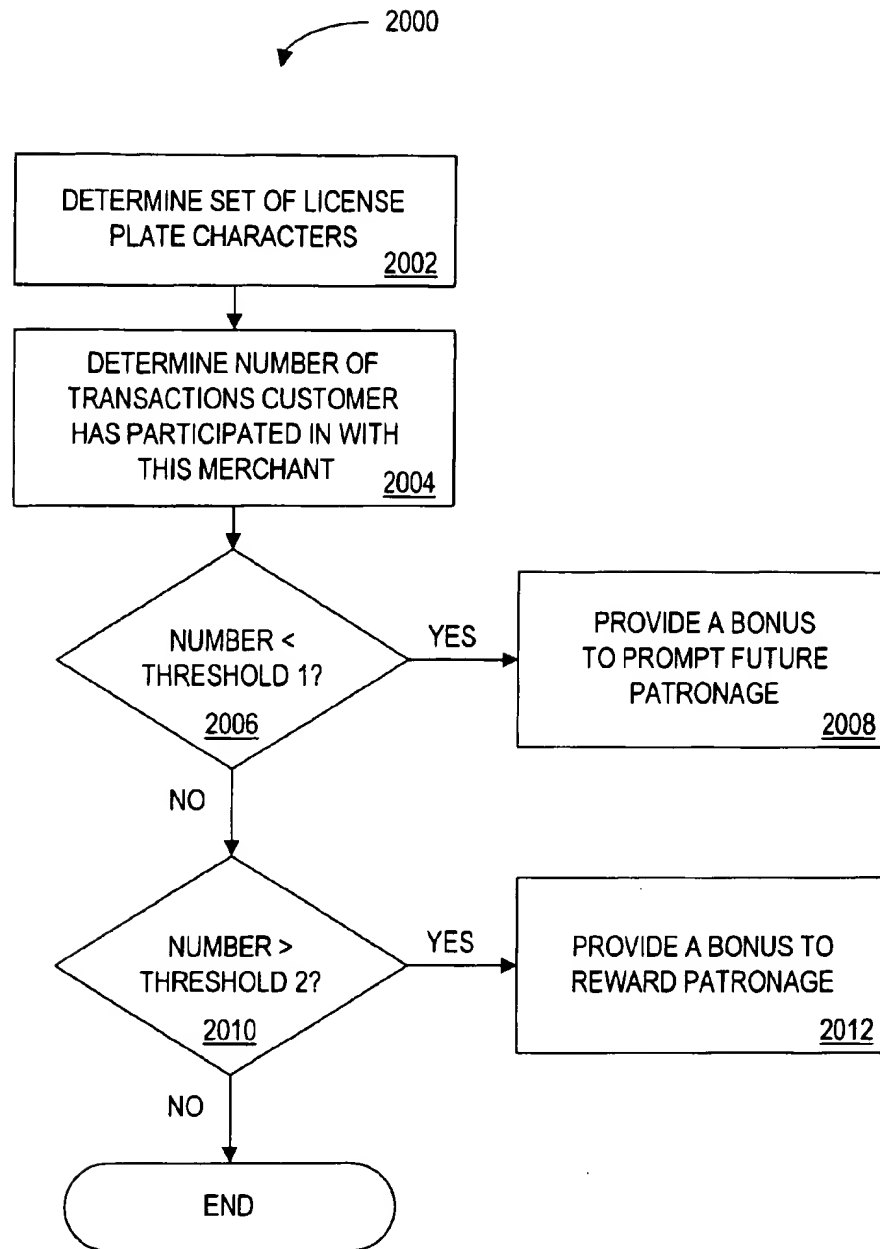 2000
DETERMINE SET OF LICENSE
PLATE CHARACTERS
2002
DETERMINE NUMBER OF
TRANSACTIONS CUSTOMER
HAS PARTICIPATED IN WITH
THIS MERCHANT
2004
NUMBER <
THRESHOLD 1?
2006
YES
PROVIDE A BONUS
TO PROMPT FUTURE
PATRONAGE
2008
NO
NUMBER >
THRESHOLD 2?
2010
YES
PROVIDE A BONUS TO
REWARD PATRONAGE
2012
NO
END